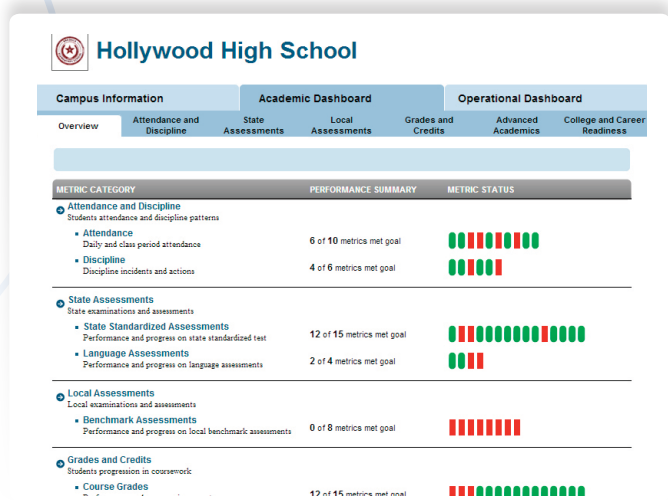 Hollywood High School
Campus Information Academic Dashboard Operational Dashboard
Overview Attendance and Discipline State Assessments Local Assessments Grades and Credits Advanced Academics College and Career Readiness
METRIC CATEGORY PERFORMANCE SUMMARY METRIC STATUS
Attendance and Discipline
Students attendance and discipline patterns
Attendance
Daily and class period attendance 6 of 10 metrics met goal
Discipline
Discipline incidents and actions 4 of 6 metrics met goal
State Assessments
State examinations and assessments
State Standardized Assessments
Performance and progress on state standardized test 12 of 15 metrics met goal
Language Assessments
Performance and progress on language assessments 2 of 4 metrics met goal
Local Assessments
Local examinations and assessments
Benchmark Assessments
Performance and progress on local benchmark assessments 0 of 8 metrics met goal
Grades and Credits
Students progression in coursework
Course Grades
12 of 15 metrics met goal